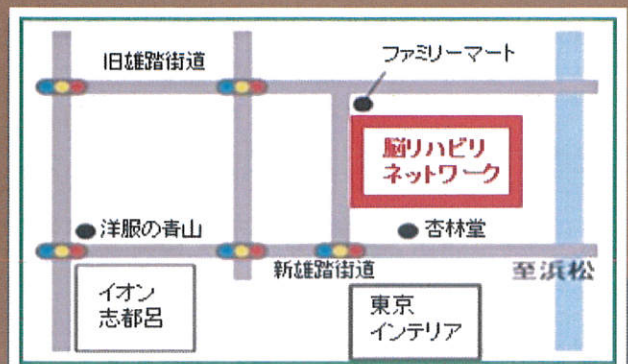 旧雄踏街道
ファミリーマート
脳リハビリ
ネットワーク
洋服の青山
杏林堂
新雄踏街道
至浜松
イオン
志都呂
東京
インテリア